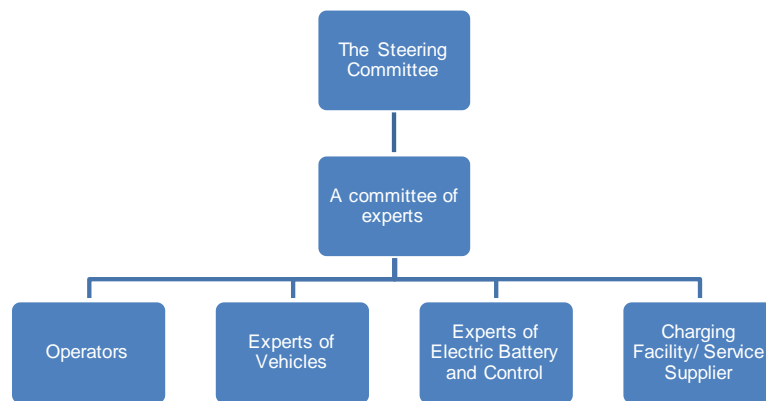 The Steering
Committee
A committee of
experts
Operators
Experts of
Vehicles
Experts of
Electric Battery
and Control
Charging
Facility/ Service
Supplier